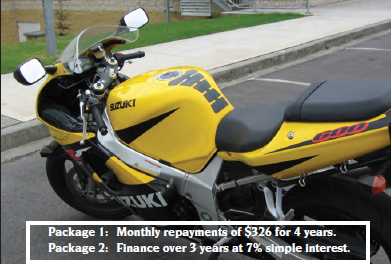 SUZUKI
600
ZUKI
Package 1: Monthly repayments of $326 for 4 years.
Package 2: Finance over 3 years at 7% simple interest.